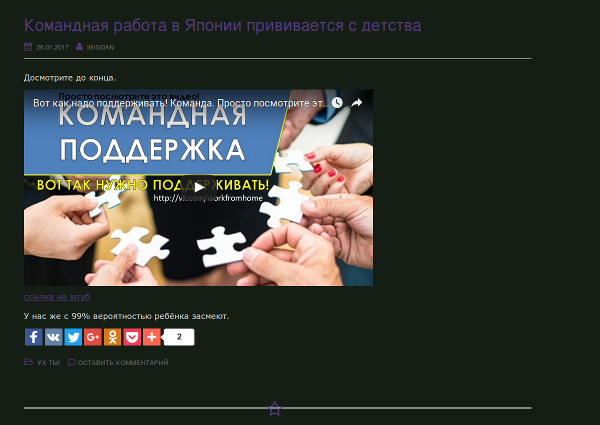 Командная работа в Японии прививается с детства
26.01.2017 IBIGDAN
Досмотрите до конца.
Просто посмотрите это видео!
Вот как надо поддерживать! Команда. Просто посмотрите эт...
КОМАНДНАЯ
ПОДДЕРЖКА
ВОТ ТАК НУЖНО ПОДДЕРЖИВАТЬ!
http://vk.com/workfromhome
ссылка на ютуб
У нас же с 99% вероятностью ребёнка засмеют.
2
УХ ТЫ! ОСТАВИТЬ КОММЕНТАРИЙ